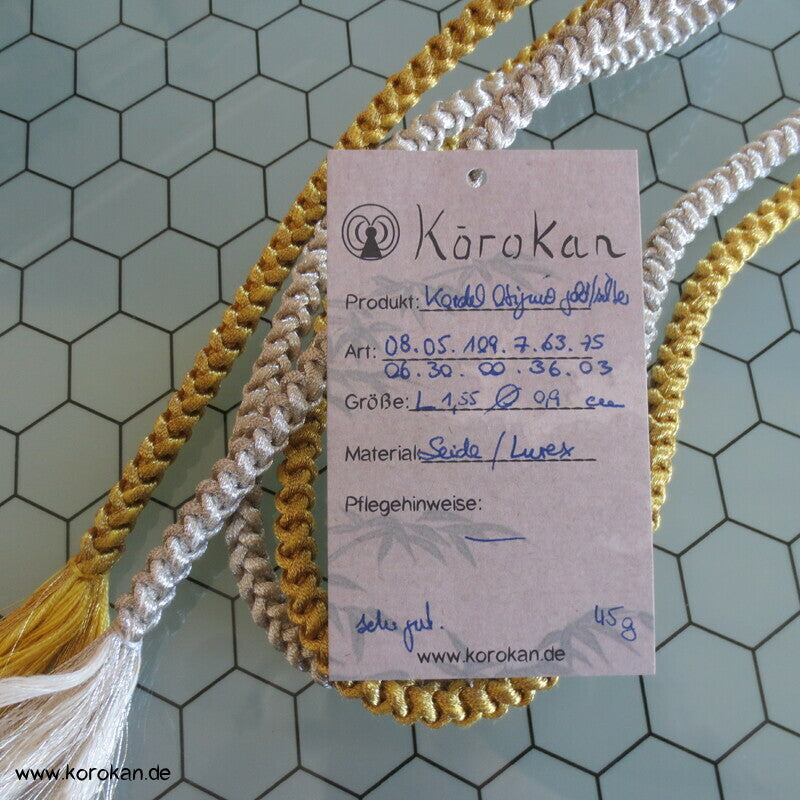 Kōrokan
Produkt: Kordel Obijime gold/silber
Art: 08.05.109.7.63.75
06.30.00.36.03
Größe: L 1,55 Ø 0,9 cm
Material: Seide / Lurex
Pflegehinweise:
—
sehr gut. 45g
www.korokan.de
www.korokan.de